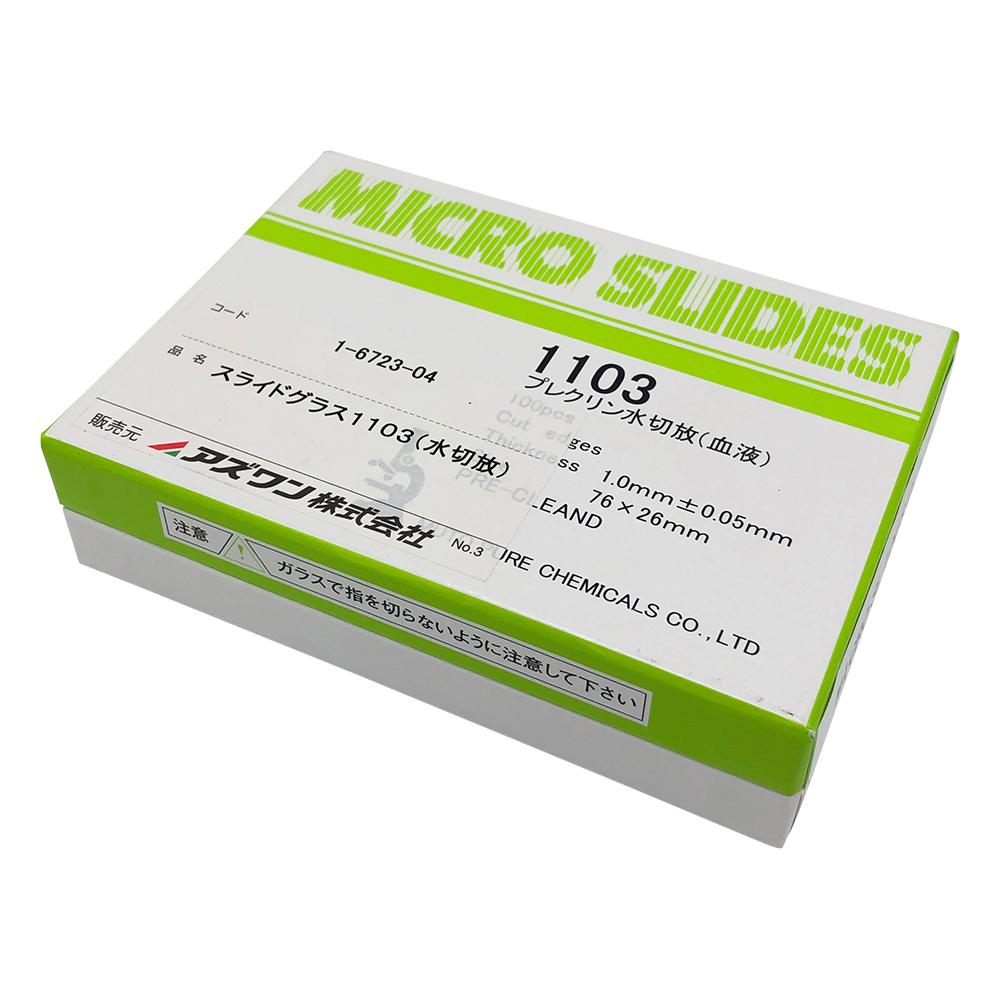 MICRO SLIDES
コード
1-6723-04
品名
スライドグラス1103(水切放)
販売元
アズワン株式会社
No.3
1103
プレクリン水切放(血液)
100pcs
Cut edges
Thickness 1.0mm±0.05mm
76×26mm
PRE-CLEAND
MUTO PURE CHEMICALS CO.,LTD
注意
ガラスで指を切らないように注意して下さい